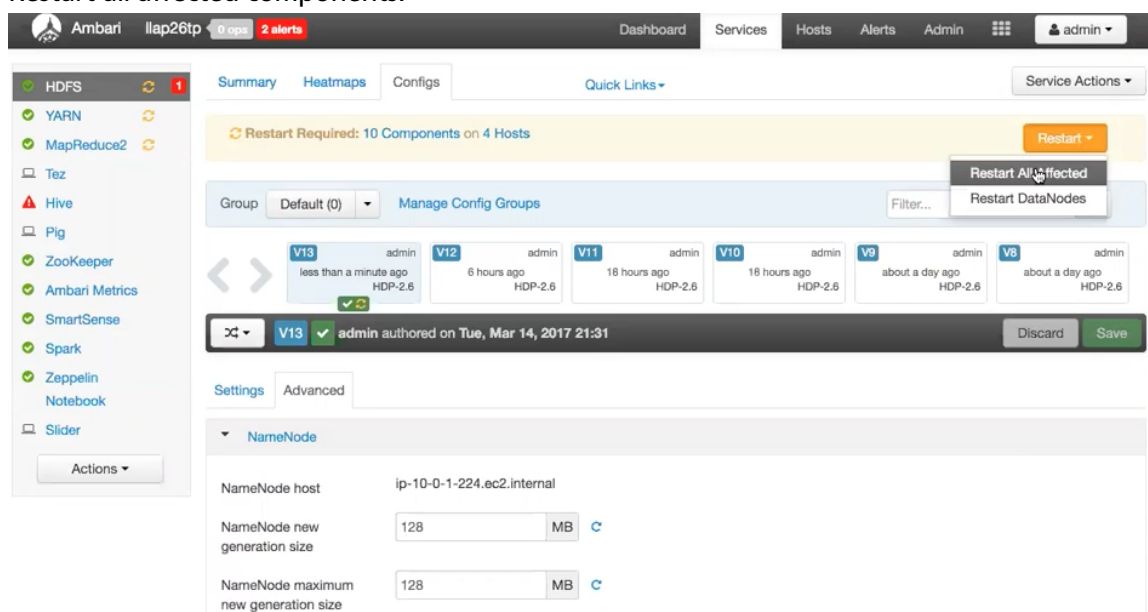 Restart all affected components.
Ambari llap26tp 0 ops 2 alerts Dashboard Services Hosts Alerts Admin admin
HDFS 1
YARN
MapReduce2
Tez
Hive
Pig
ZooKeeper
Ambari Metrics
SmartSense
Spark
Zeppelin
Notebook
Slider
Actions
Summary Heatmaps Configs Quick Links Service Actions
Restart Required: 10 Components on 4 Hosts Restart
Restart All Affected
Restart DataNodes
Group Default (0) Manage Config Groups Filter...
V13 admin
less than a minute ago
HDP-2.6
V12 admin
6 hours ago
HDP-2.6
V11 admin
16 hours ago
HDP-2.6
V10 admin
18 hours ago
HDP-2.6
V9 admin
about a day ago
HDP-2.6
V8 admin
about a day ago
HDP-2.6
V13 admin authored on Tue, Mar 14, 2017 21:31 Discard Save
Settings Advanced
NameNode
NameNode host ip-10-0-1-224.ec2.internal
NameNode new 128 MB
generation size
NameNode maximum 128 MB
new generation size